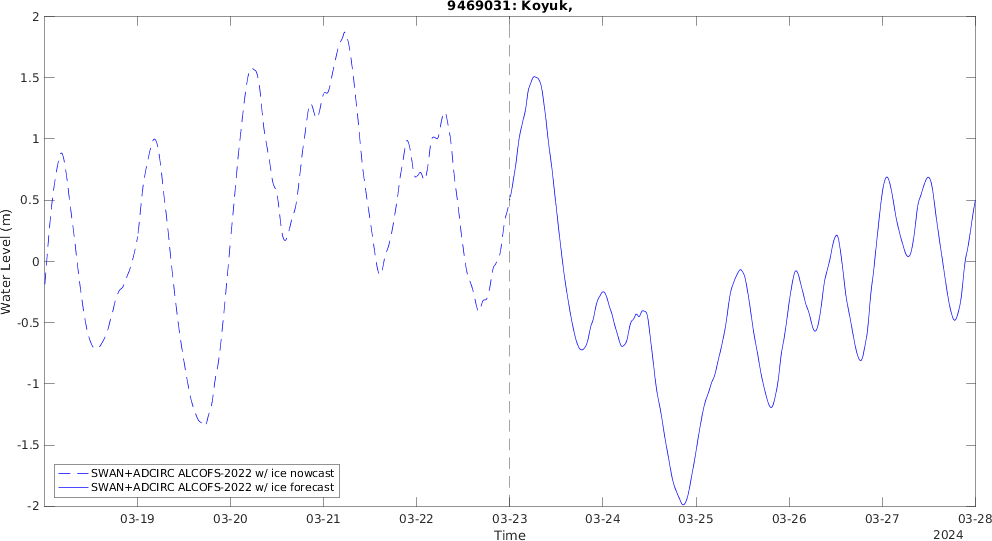 9469031: Koyuk,
Water Level (m)
2
1.5
1
0.5
0
-0.5
-1
-1.5
-2
SWAN+ADCIRC ALCOFS-2022 w/ ice nowcast
SWAN+ADCIRC ALCOFS-2022 w/ ice forecast
03-19 03-20 03-21 03-22 03-23 03-24 03-25 03-26 03-27 03-28
Time
2024